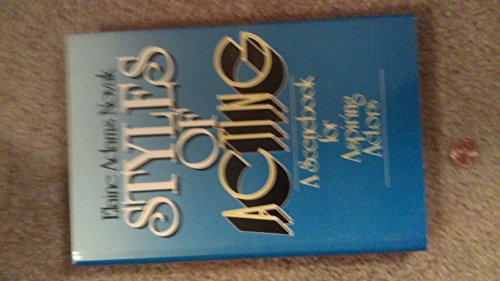 Elaine Adams Novak
STYLES
OF
ACTING
A Scenebook
for
Aspiring
Actors